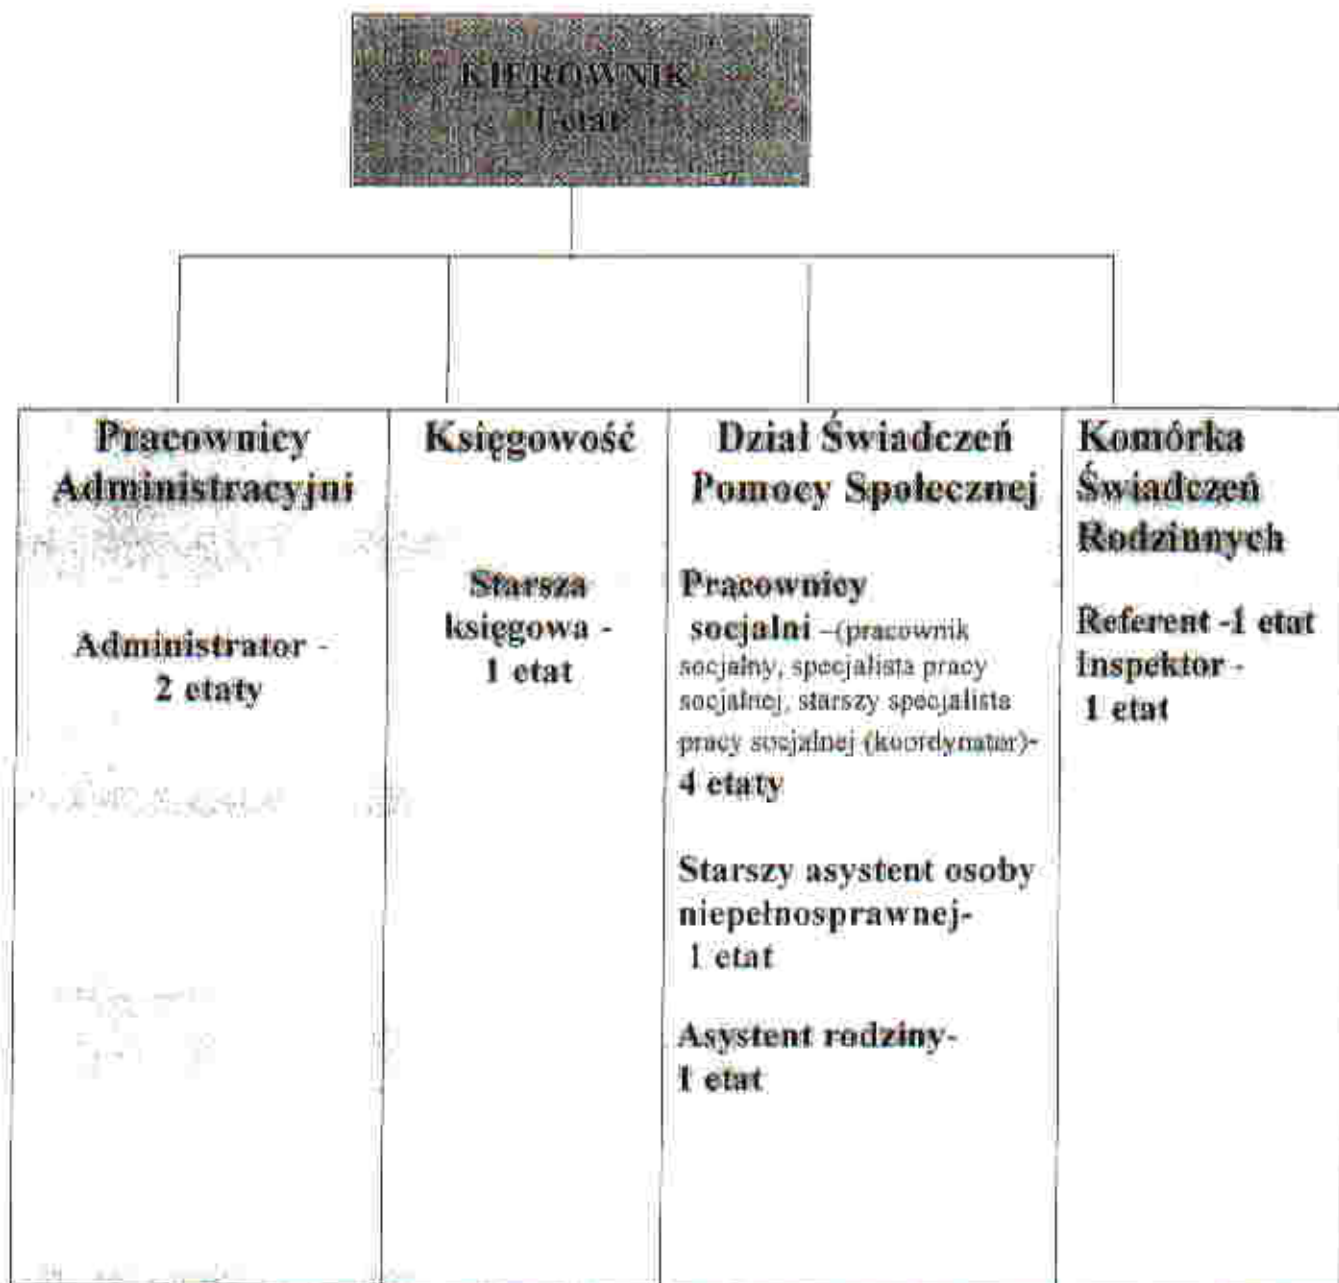 KIEROWNIK
1 etat
Pracownicy
Administracyjni
Administrator -
2 etaty
Księgowość
Starsza
księgowa -
1 etat
Dział Świadczeń
Pomocy Społecznej
Pracownicy
socjalni –(pracownik
socjalny, specjalista pracy
socjalnej, starszy specjalista
pracy socjalnej (koordynator)-
4 etaty
Starszy asystent osoby
niepełnosprawnej-
1 etat
Asystent rodziny-
1 etat
Komórka
Świadczeń
Rodzinnych
Referent -1 etat
Inspektor -
1 etat